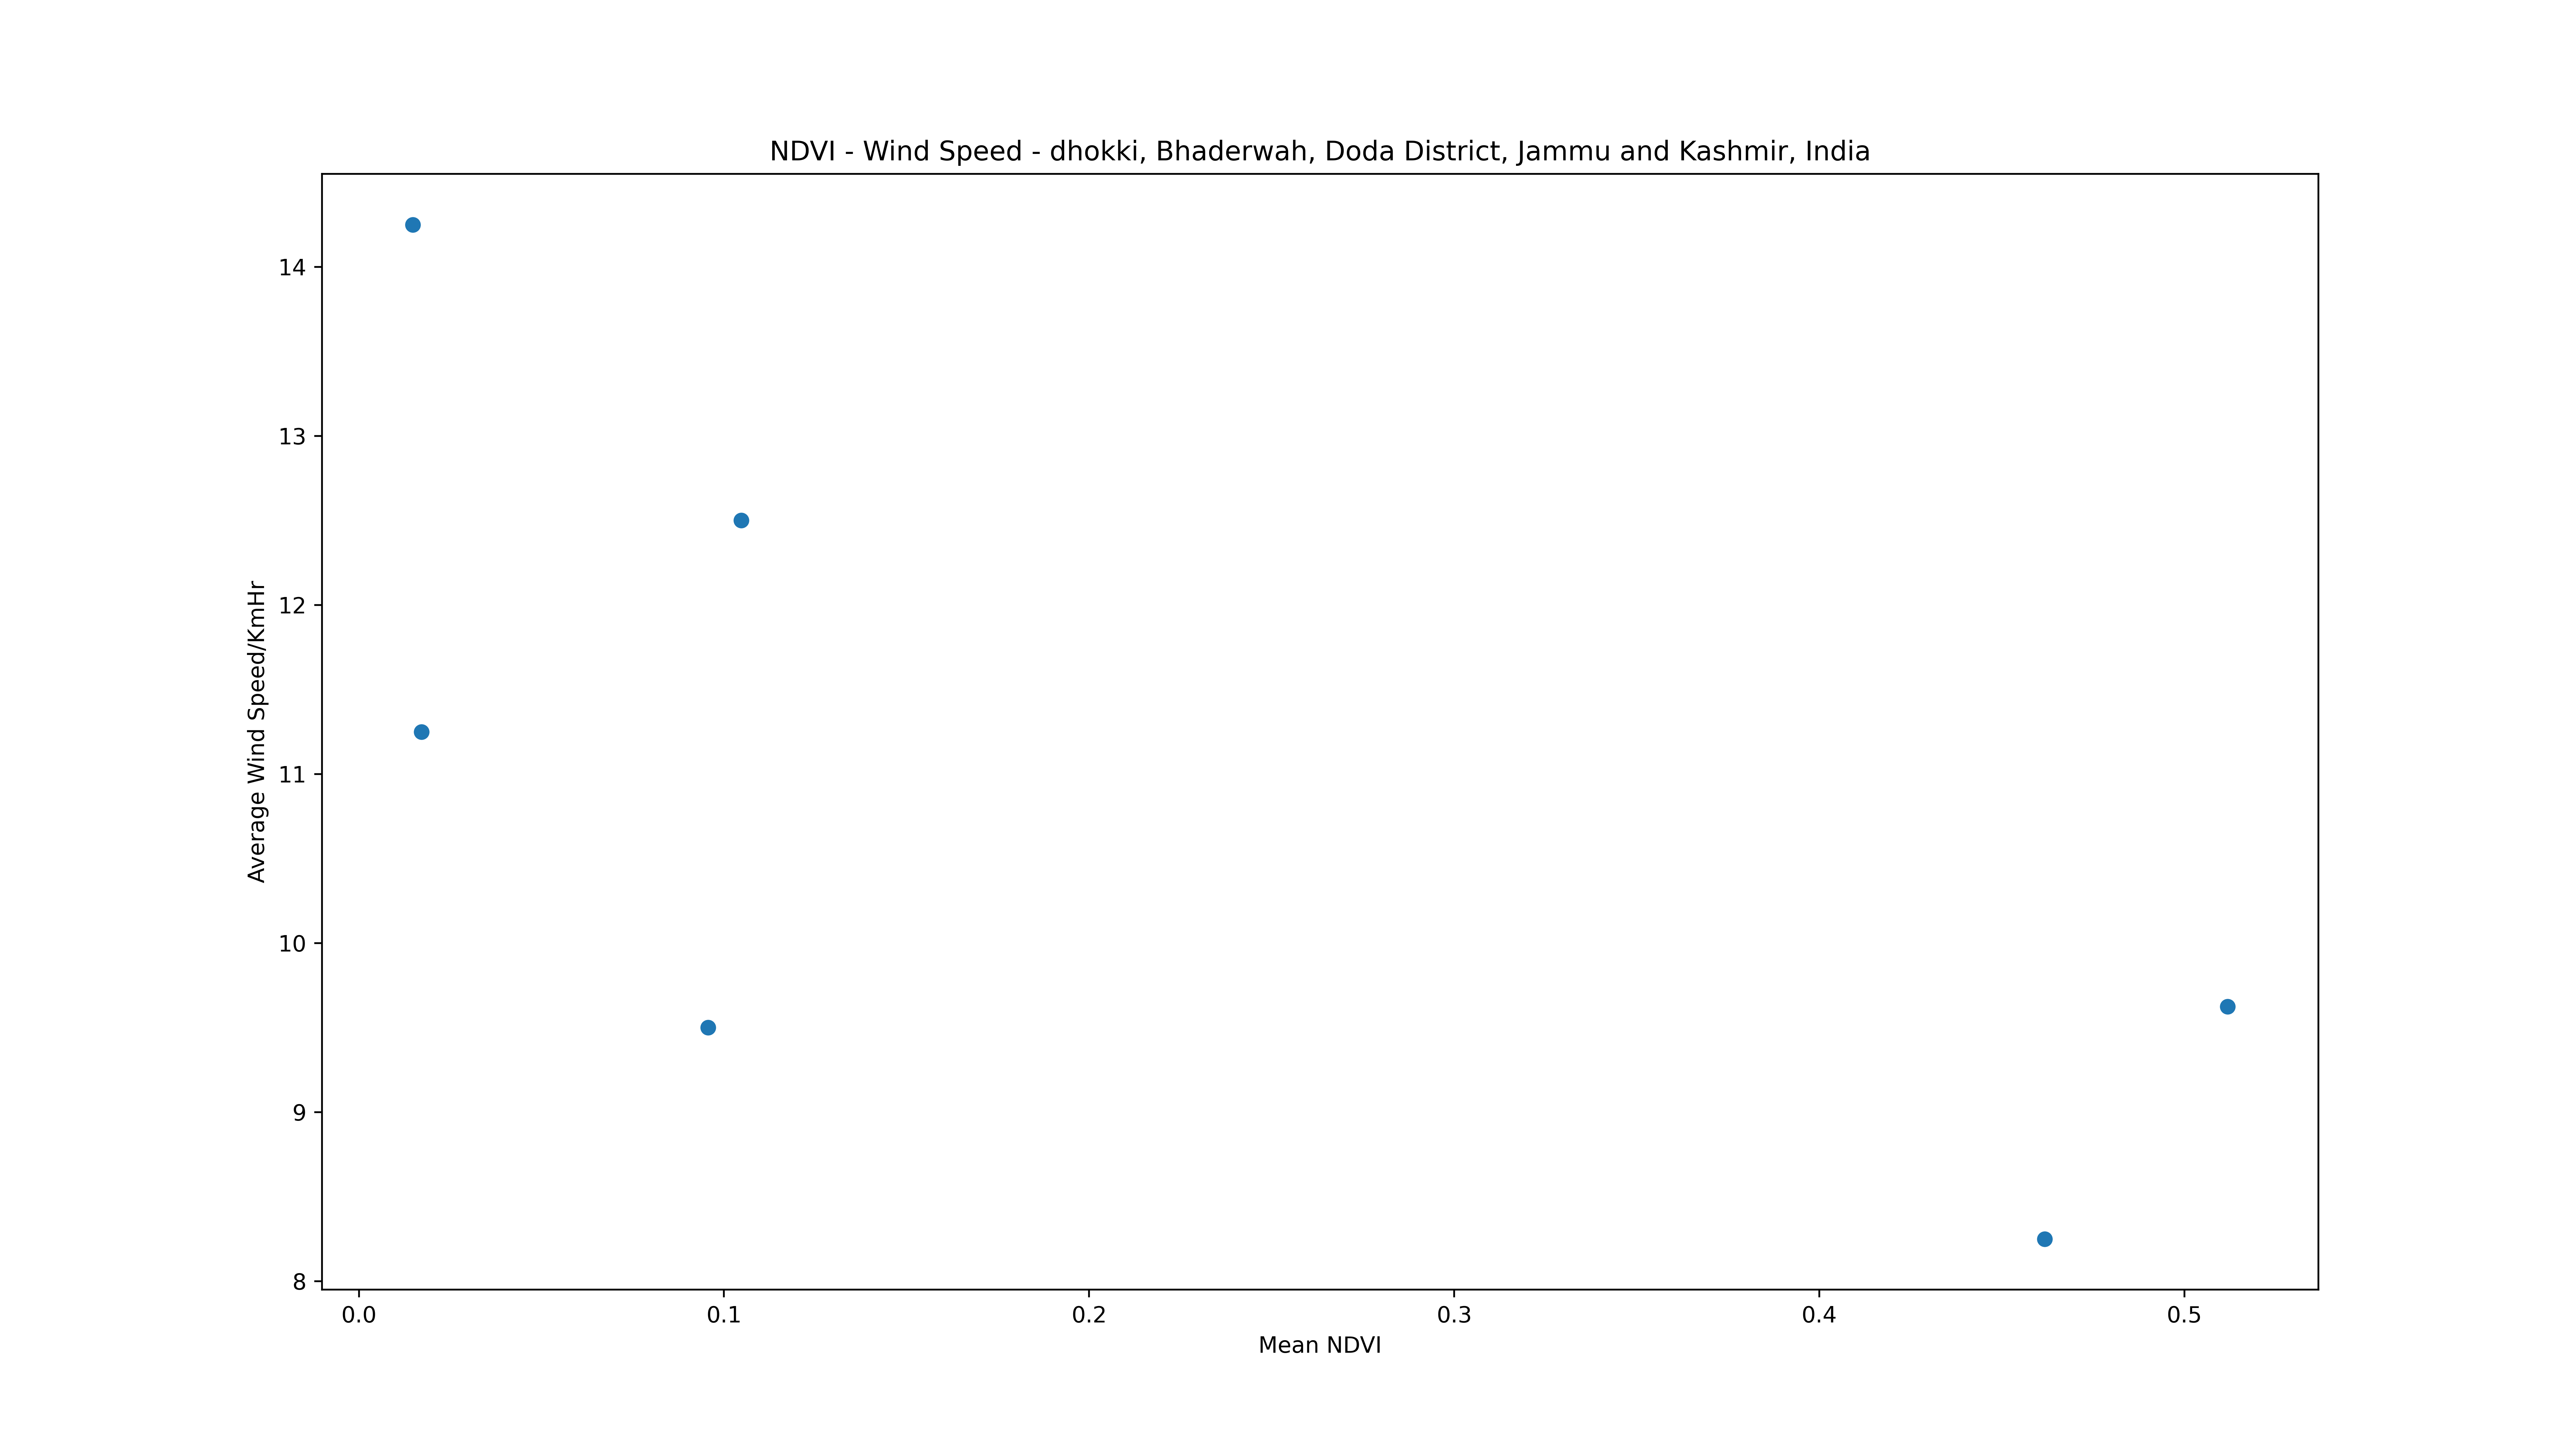 NDVI - Wind Speed - dhokki, Bhaderwah, Doda District, Jammu and Kashmir, India
Average Wind Speed/KmHr
14
13
12
11
10
9
8
0.0 0.1 0.2 0.3 0.4 0.5
Mean NDVI